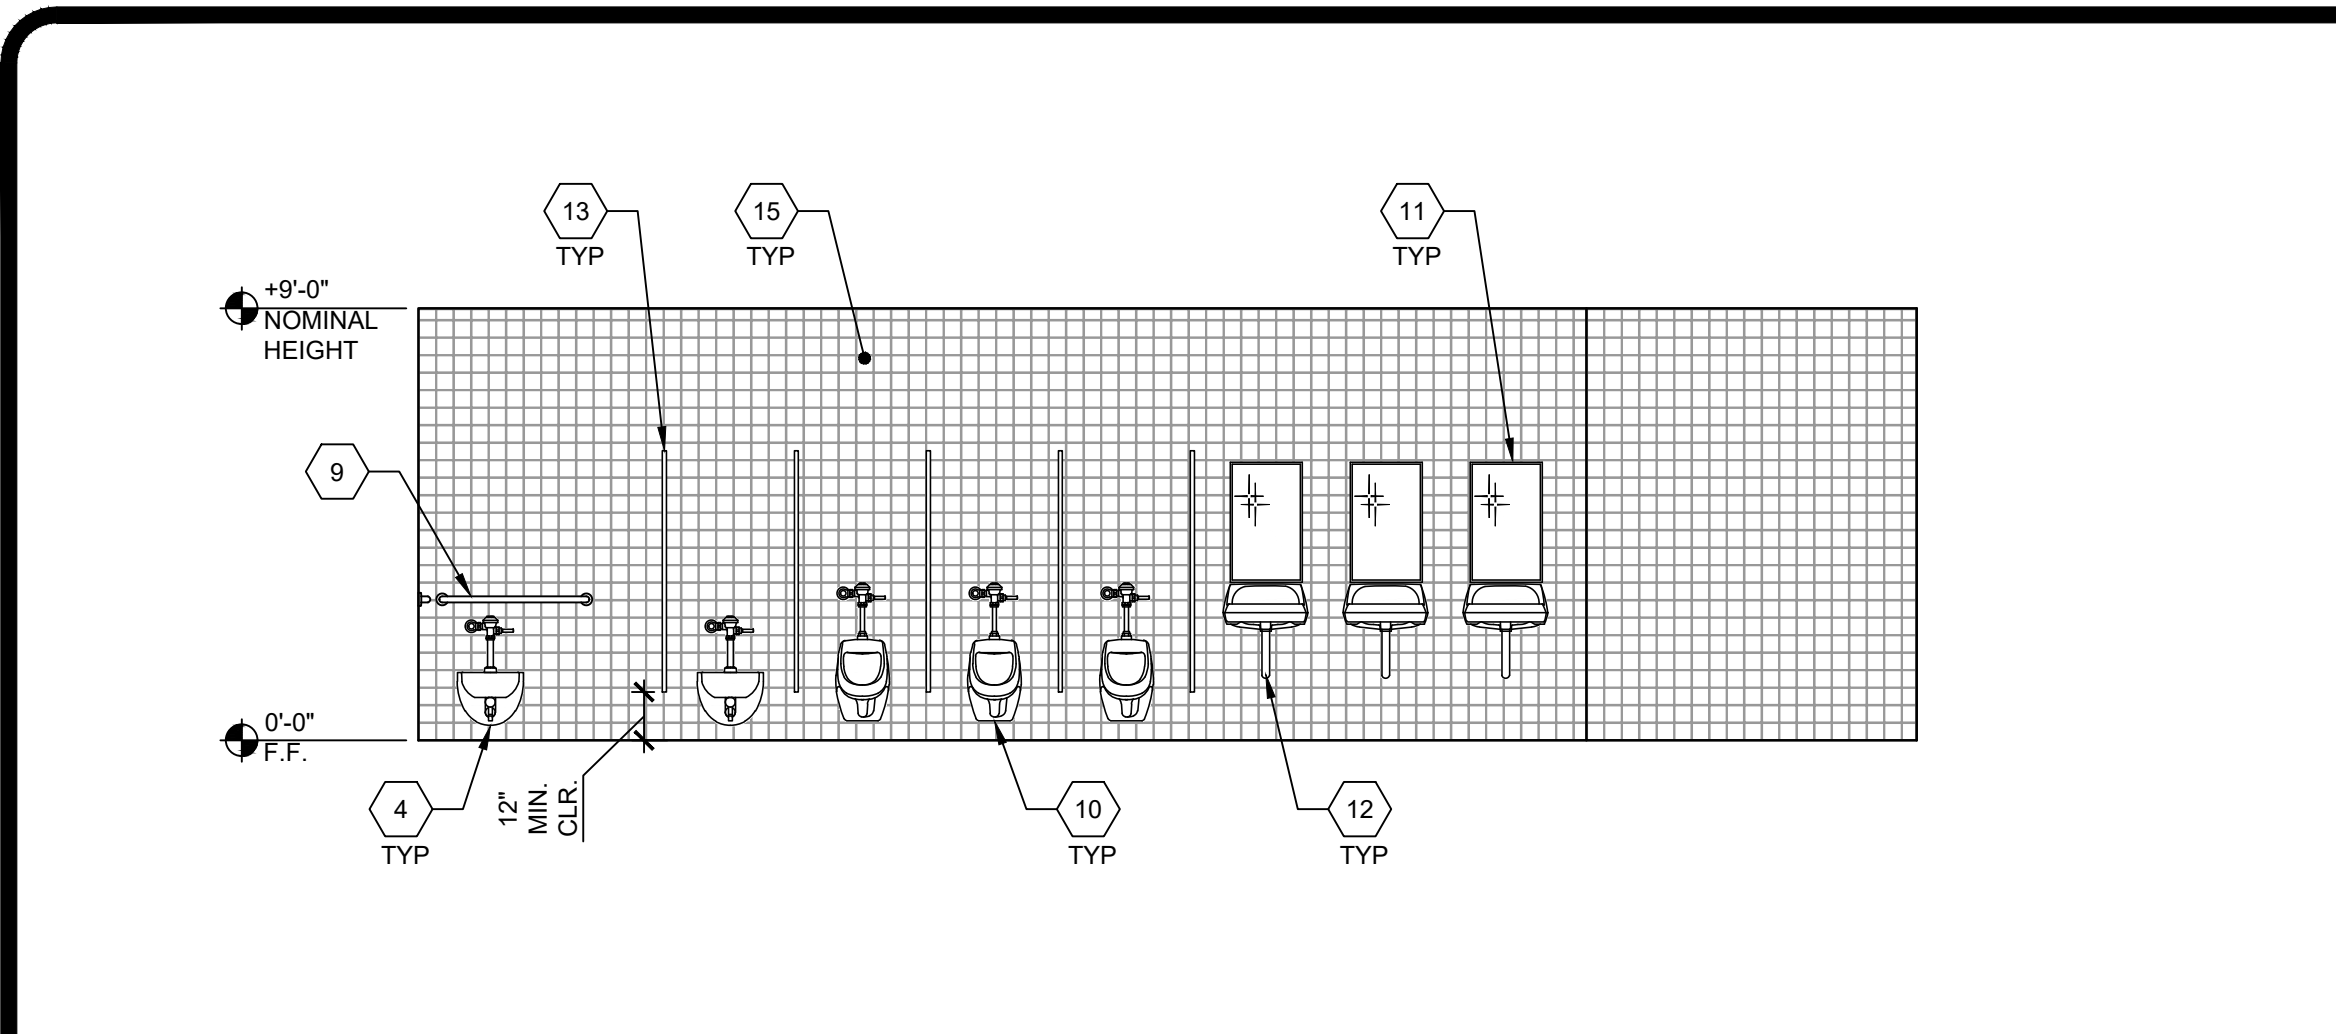 13
TYP
15
TYP
11
TYP
+9'-0"
NOMINAL
HEIGHT
9
0'-0"
F.F.
4
TYP
12"
MIN.
CLR.
10
TYP
12
TYP